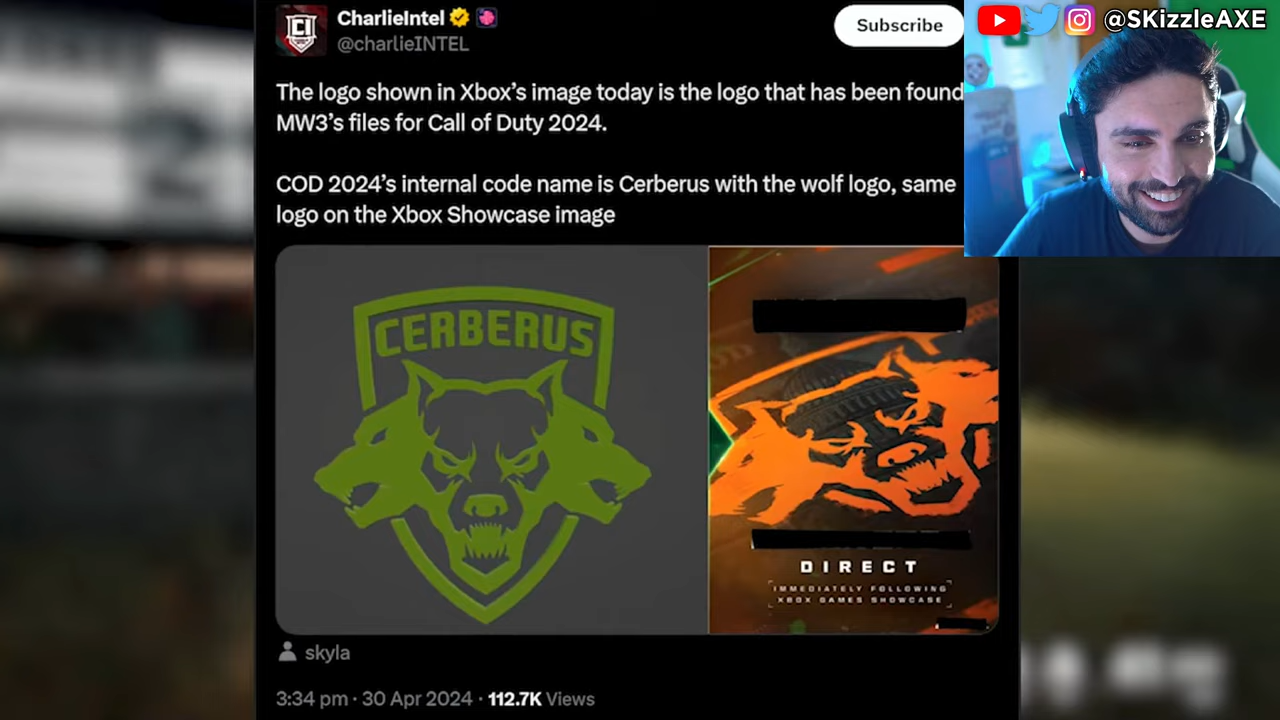 CharlieIntel
@charlieINTEL
Subscribe
@SKizzleAXE
The logo shown in Xbox’s image today is the logo that has been found
MW3’s files for Call of Duty 2024.
COD 2024’s internal code name is Cerberus with the wolf logo, same
logo on the Xbox Showcase image
CERBERUS
DIRECT
IMMEDIATELY FOLLOWING
XBOX GAMES SHOWCASE
skyla
3:34 pm · 30 Apr 2024 · 112.7K Views